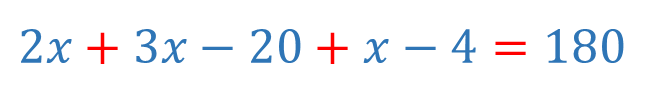 2x + 3x − 20 + x − 4 = 180